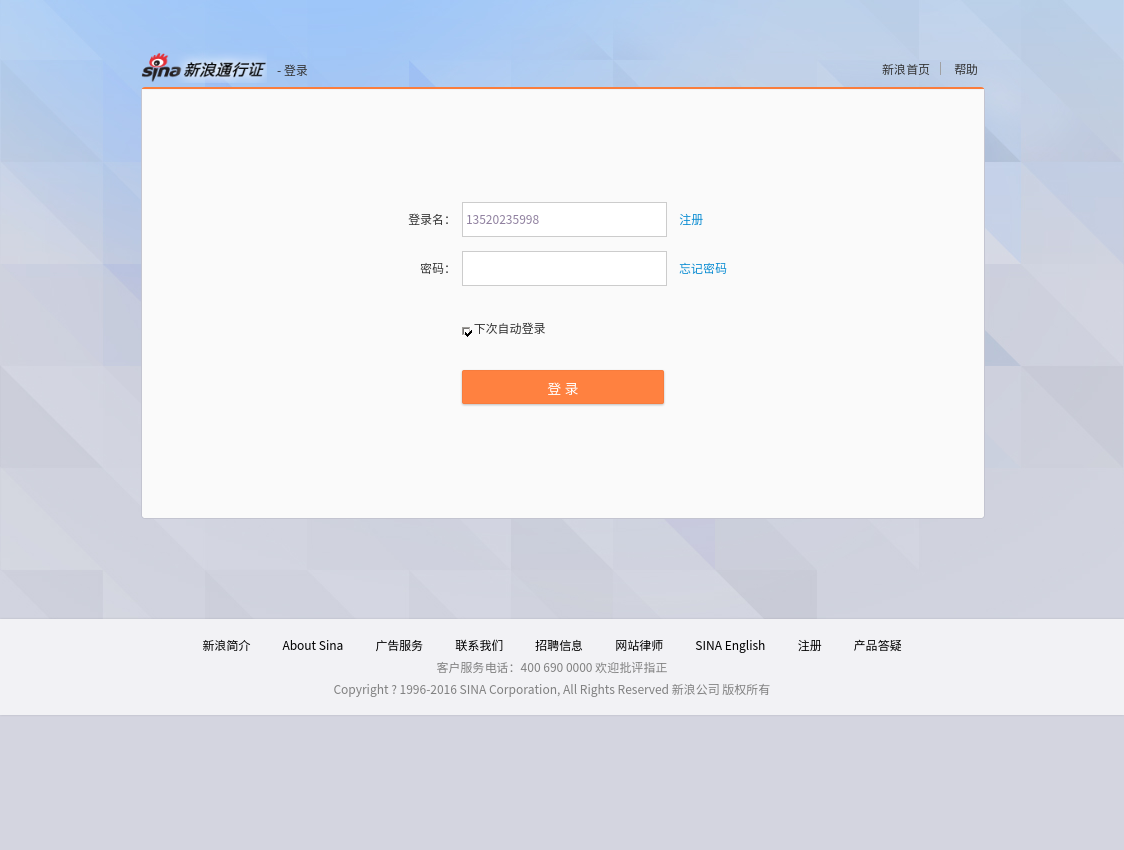 sina 新浪通行证 - 登录 新浪首页 帮助
登录名： 13520235998 注册
密码： 忘记密码
下次自动登录
登 录
新浪简介 About Sina 广告服务 联系我们 招聘信息 网站律师 SINA English 注册 产品答疑
客户服务电话：400 690 0000 欢迎批评指正
Copyright ? 1996-2016 SINA Corporation, All Rights Reserved 新浪公司 版权所有